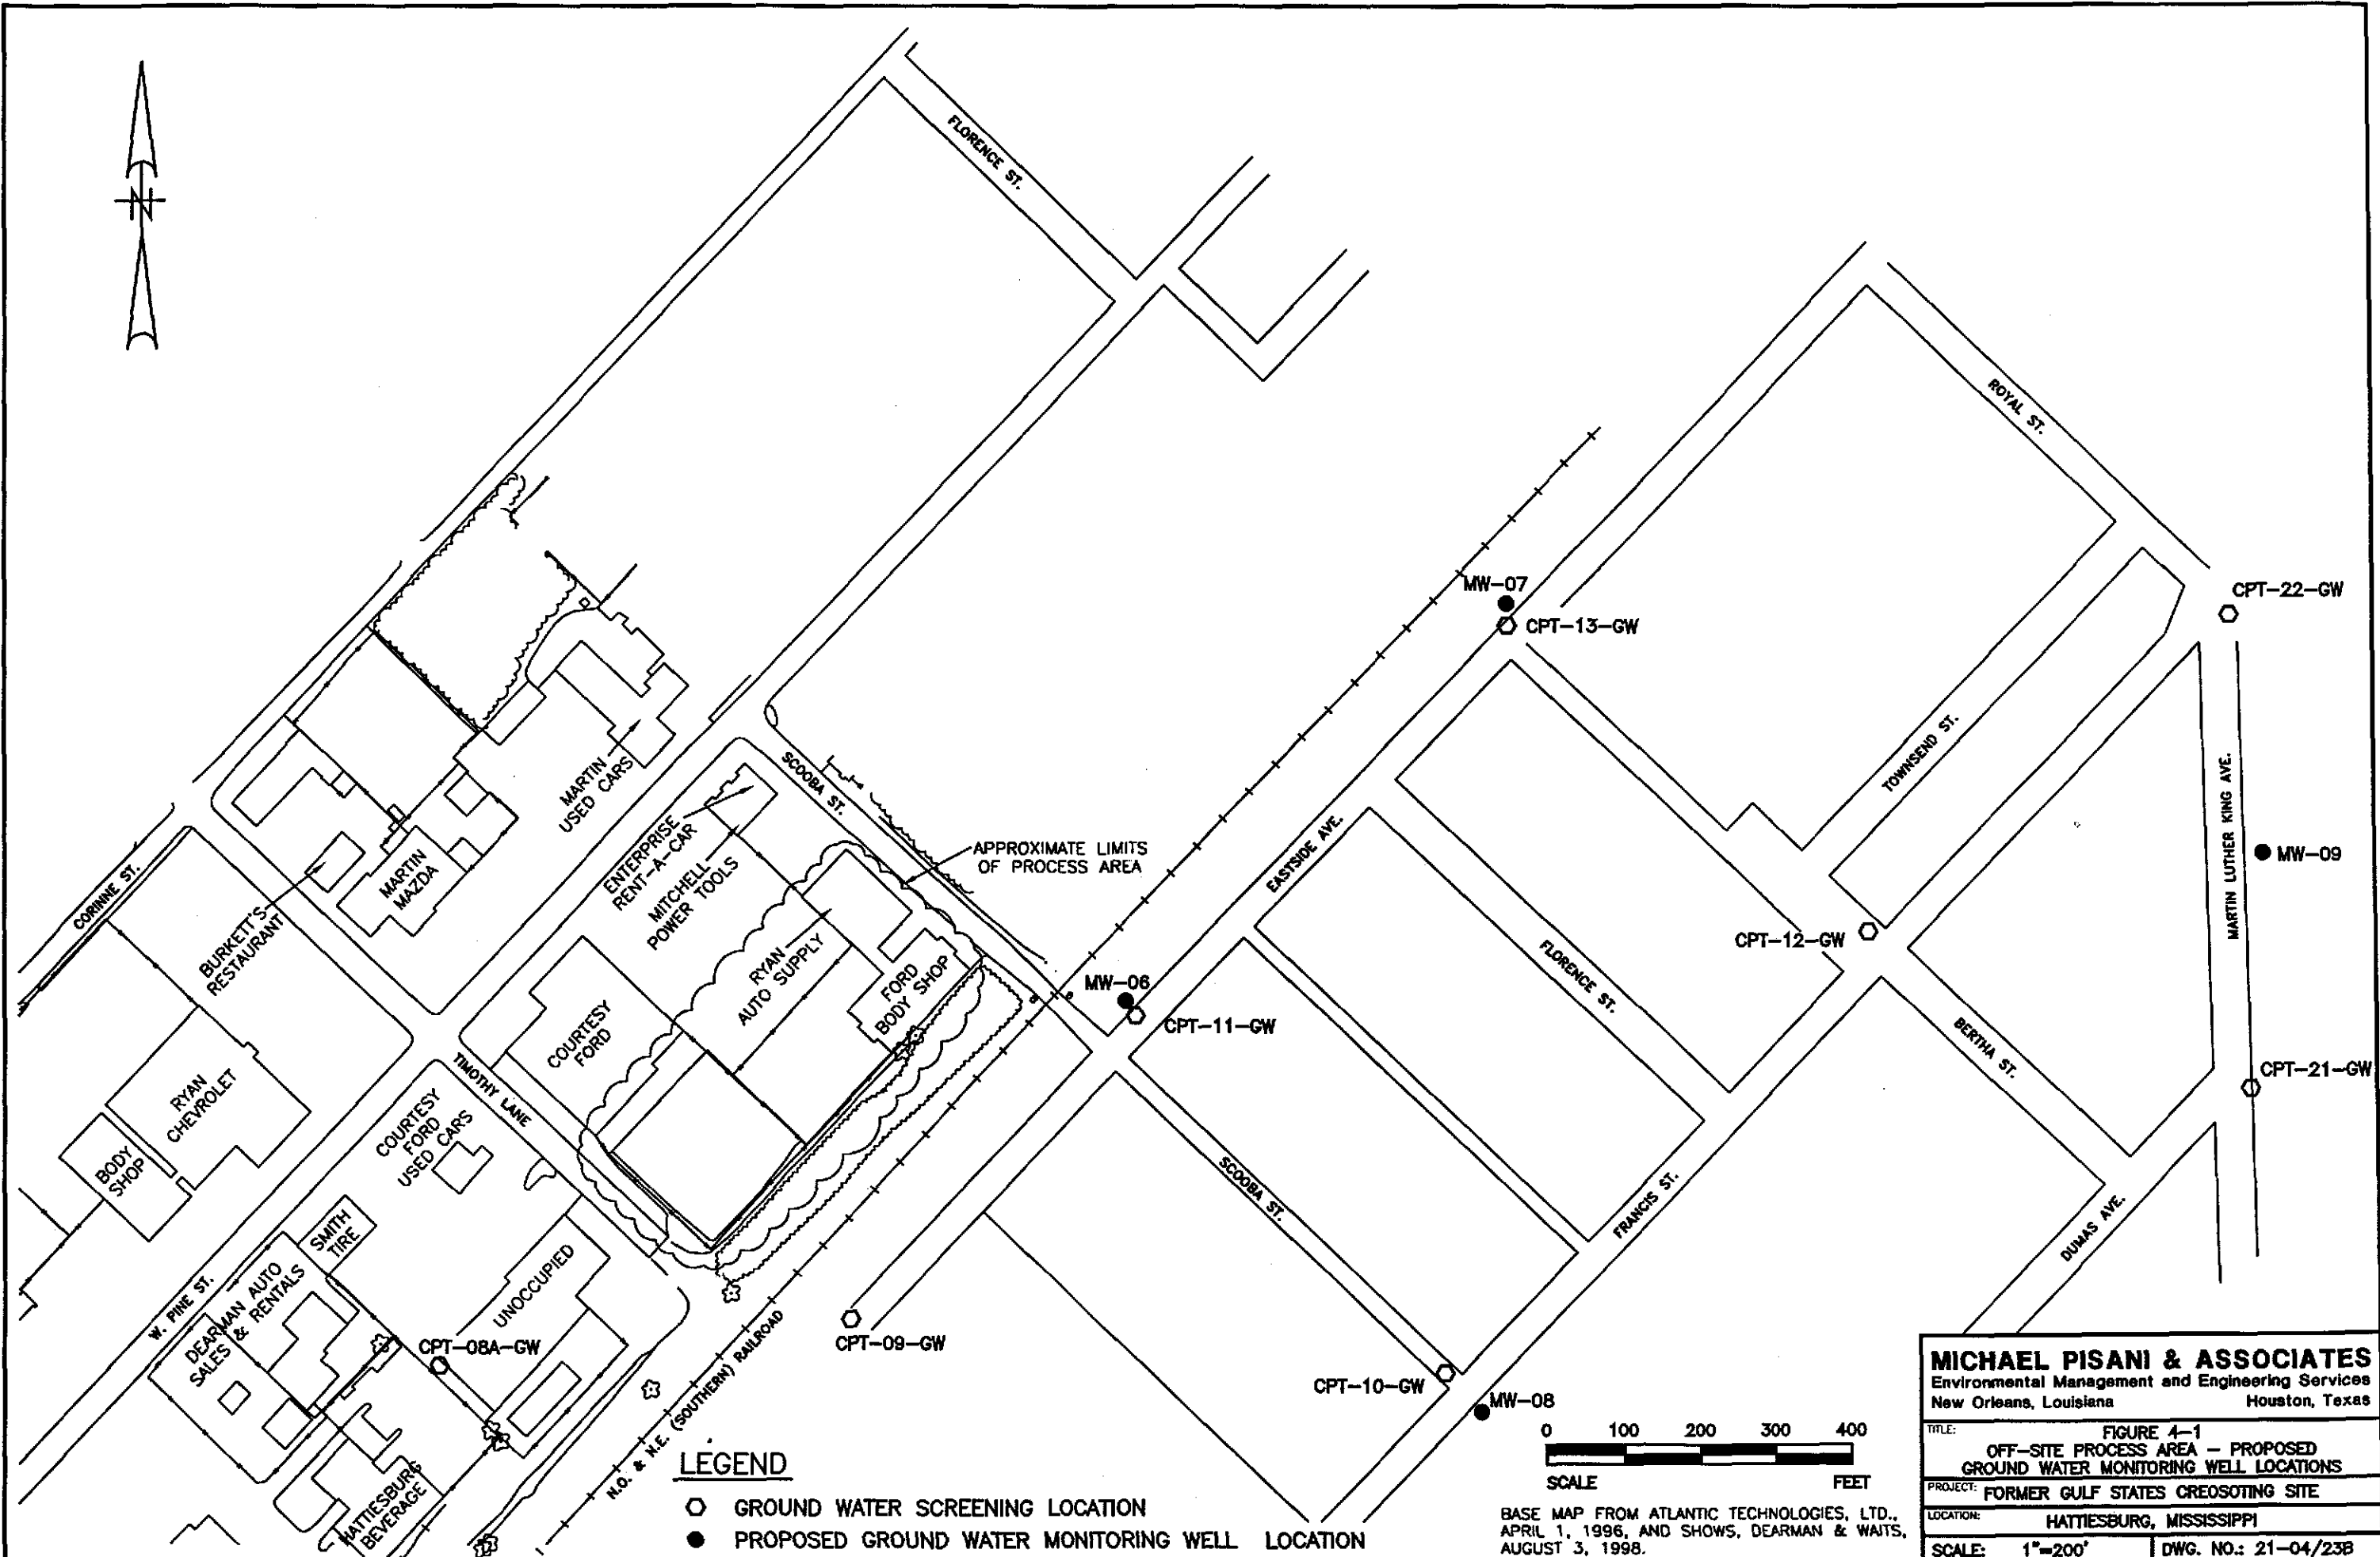 N
FLORENCE ST.
ROYAL ST.
MW-07
CPT-13-GW
CPT-22-GW
TOWNSEND ST.
MARTIN LUTHER KING AVE.
MW-09
MARTIN
USED CARS
SCOOBA ST.
ENTERPRISE
RENT-A-CAR
MITCHELL
POWER TOOLS
APPROXIMATE LIMITS
OF PROCESS AREA
EASTSIDE AVE.
CORINNE ST.
MARTIN
MAZDA
BURKETT'S
RESTAURANT
RYAN
AUTO SUPPLY
FORD
BODY SHOP
MW-06
CPT-11-GW
FLORENCE ST.
CPT-12-GW
BERTHA ST.
CPT-21-GW
COURTESY
FORD
TIMOTHY LANE
RYAN
CHEVROLET
BODY
SHOP
COURTESY
FORD
USED CARS
SCOOBA ST.
FRANCIS ST.
DUMAS AVE.
SMITH
TIRE
UNOCCUPIED
W. PINE ST.
DEARMAN AUTO
SALES & RENTALS
CPT-08A-GW
CPT-09-GW
N.O. & N.E. (SOUTHERN) RAILROAD
CPT-10-GW
MW-08
HATTIESBURG
BEVERAGE
LEGEND
GROUND WATER SCREENING LOCATION
PROPOSED GROUND WATER MONITORING WELL LOCATION
0 100 200 300 400
SCALE FEET
BASE MAP FROM ATLANTIC TECHNOLOGIES, LTD.,
APRIL 1, 1996, AND SHOWS, DEARMAN & WAITS,
AUGUST 3, 1998.
MICHAEL PISANI & ASSOCIATES
Environmental Management and Engineering Services
New Orleans, Louisiana Houston, Texas
TITLE: FIGURE 4-1
OFF-SITE PROCESS AREA - PROPOSED
GROUND WATER MONITORING WELL LOCATIONS
PROJECT: FORMER GULF STATES CREOSOTING SITE
LOCATION: HATTIESBURG, MISSISSIPPI
SCALE: 1"=200' DWG. NO.: 21-04/23B